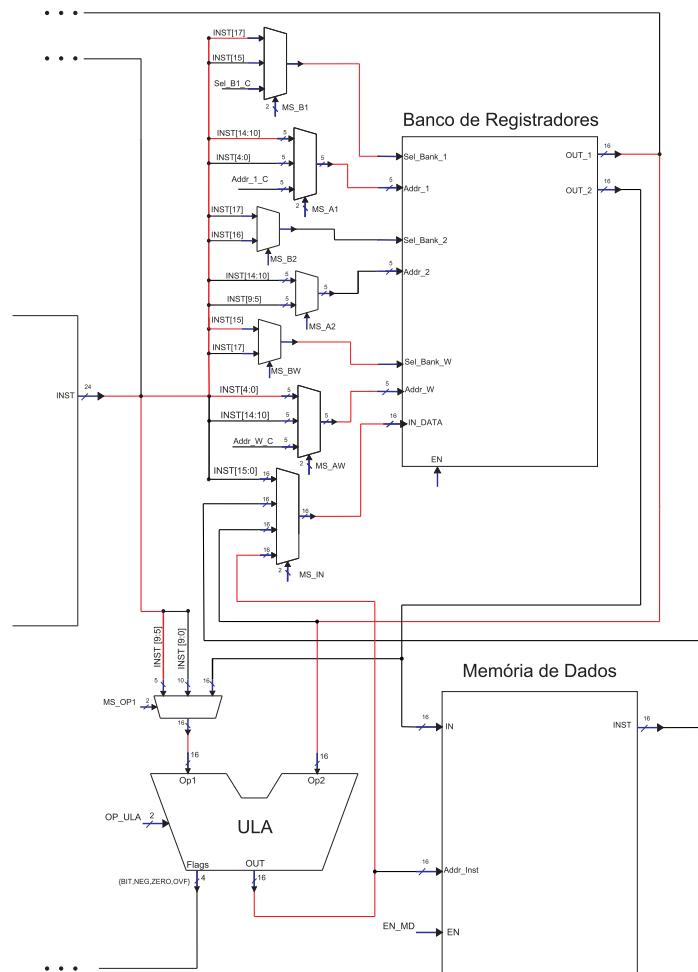 • • •
INST[17]
INST[15]
Sel_B1_C
2
MS_B1
• • •
Banco de Registradores
INST[14:10]
5
INST[4:0]
5
Addr_1_C
5
5
2
MS_A1
Sel_Bank_1
Addr_1
5
OUT_1
16
OUT_2
16
INST[17]
INST[16]
MS_B2
Sel_Bank_2
INST[14:10]
5
INST[9:5]
5
5
MS_A2
5
Addr_2
INST[15]
INST[17]
MS_BW
Sel_Bank_W
INST
24
INST[4:0]
5
INST[14:10]
5
Addr_W_C
5
5
2
MS_AW
5
Addr_W
16
IN_DATA
EN
INST[15:0]
16
16
16
16
16
2
MS_IN
INST [9:5]
INST [9:0]
5
10
16
MS_OP1
2
16
16
16
Memória de Dados
16
IN
INST
16
Op1
Op2
OP_ULA
2
ULA
Flags
OUT
(BIT,NEG,ZERO,OVF)
4
16
16
Addr_Inst
EN_MD
EN
• • •